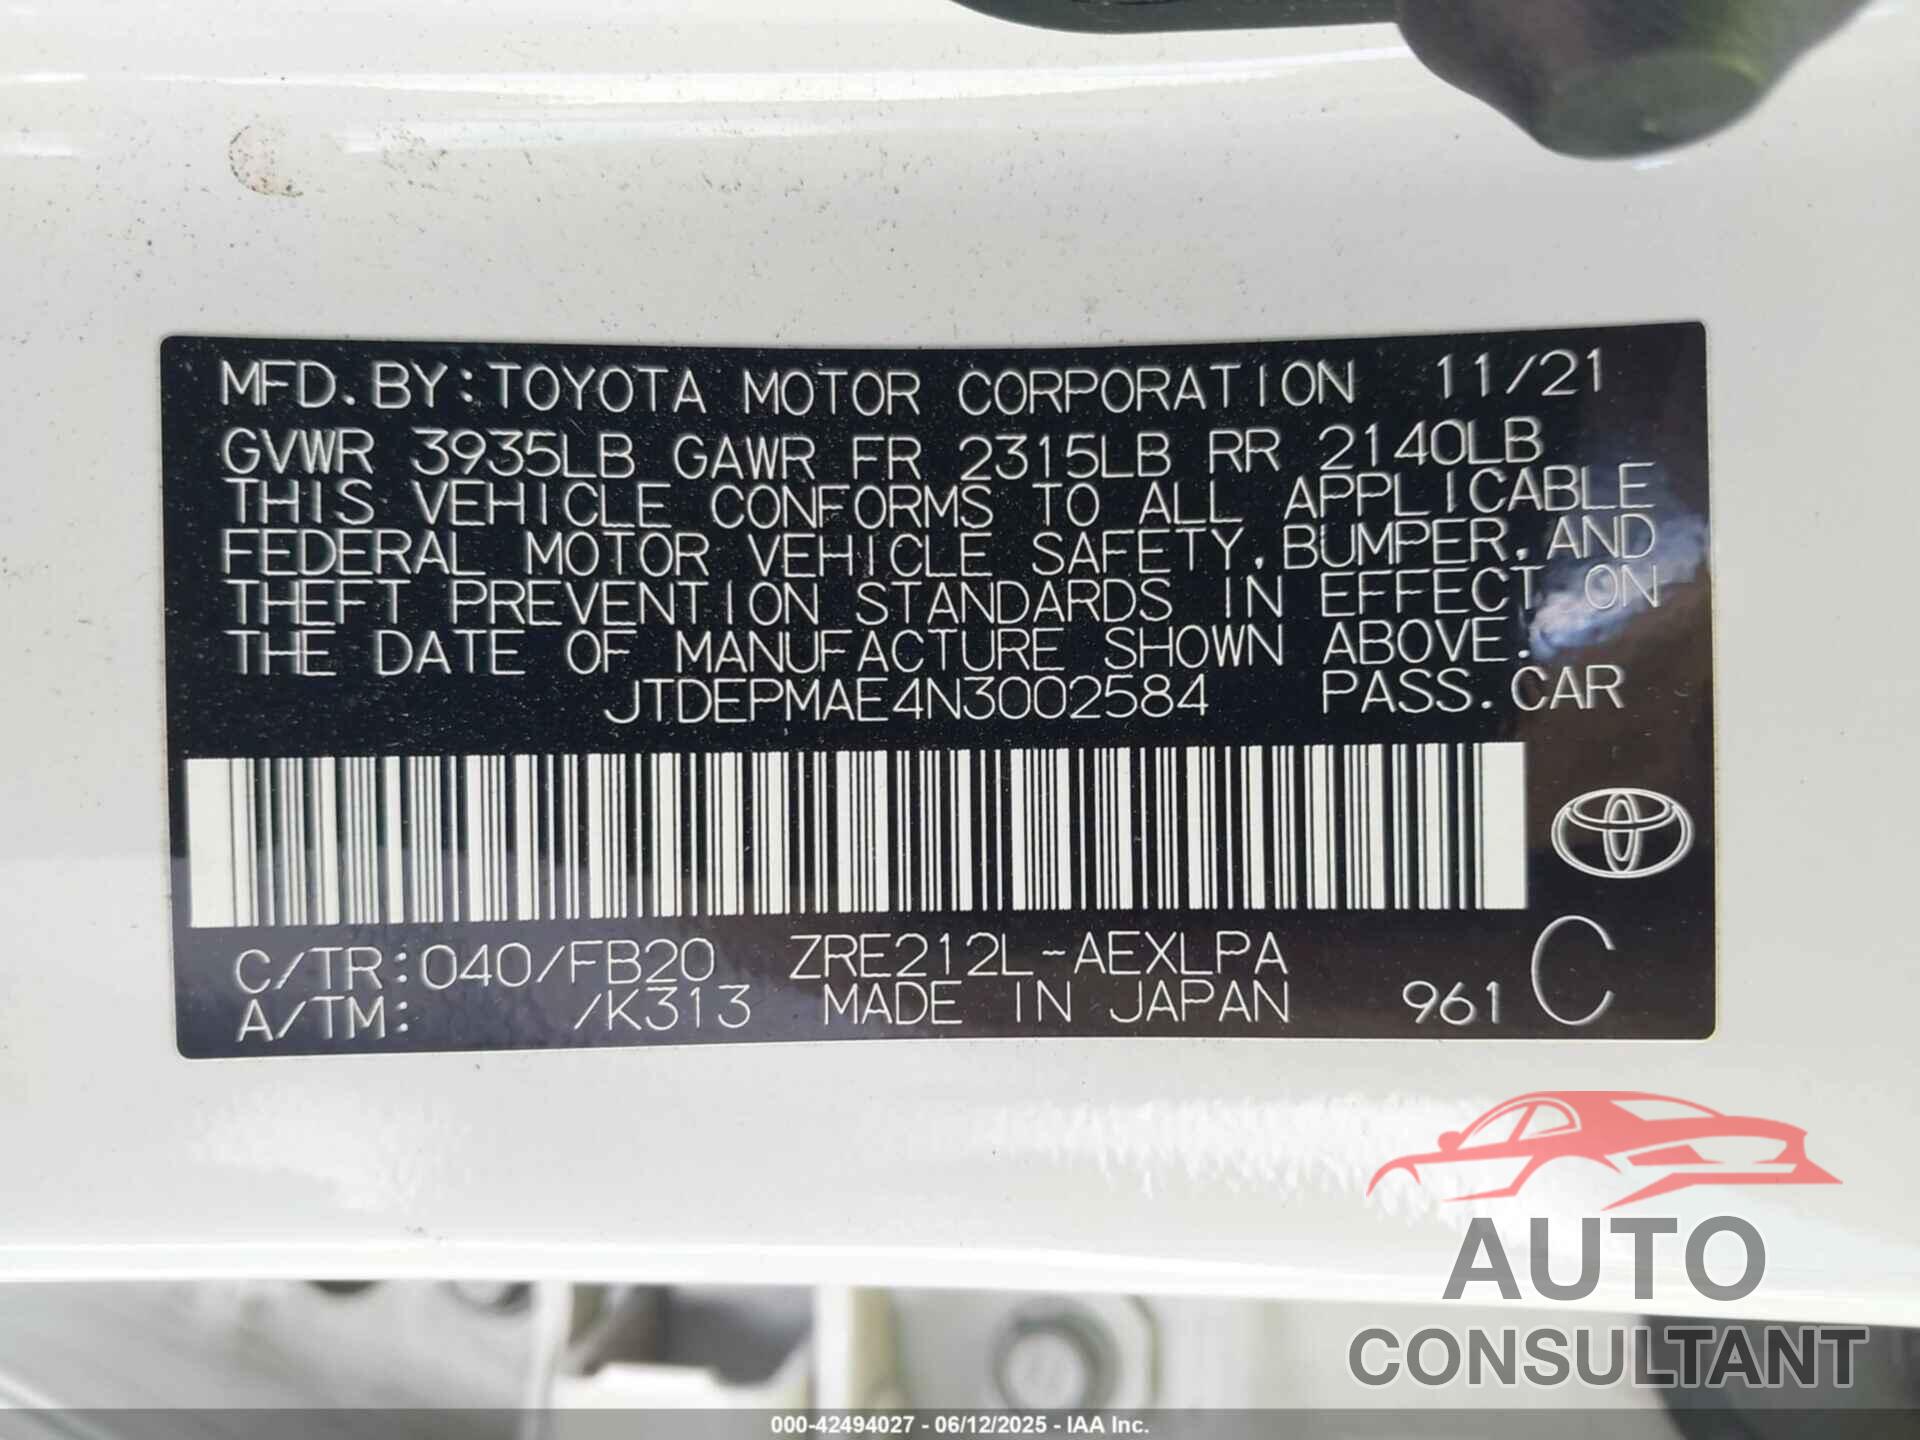 MFD. BY: TOYOTA MOTOR CORPORATION 11/21
GVWR 3935LB GAWR FR 2315LB RR 2140LB
THIS VEHICLE CONFORMS TO ALL APPLICABLE
FEDERAL MOTOR VEHICLE SAFETY, BUMPER, AND
THEFT PREVENTION STANDARDS IN EFFECT ON
THE DATE OF MANUFACTURE SHOWN ABOVE.
JTDEPMAE4N3002584 PASS. CAR
C/TR: 040/FB20 ZRE212L-AEXLPA
A/TM: /K313 MADE IN JAPAN 961 C
AUTO
CONSULTANT
000-42494027 - 06/12/2025 - IAA Inc.